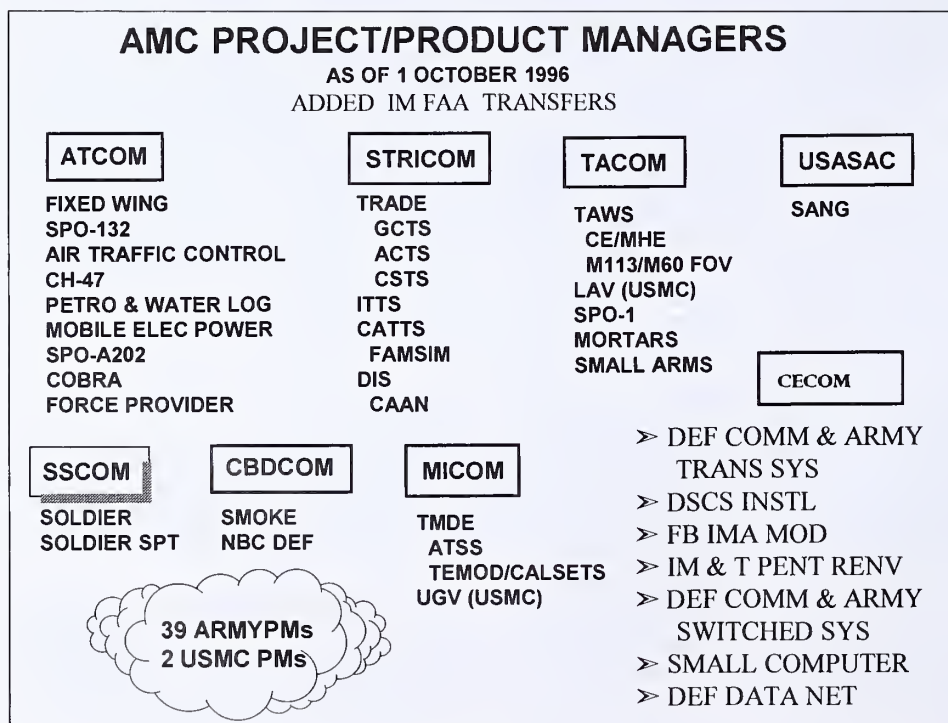 AMC PROJECT/PRODUCT MANAGERS
AS OF 1 OCTOBER 1996
ADDED IM FAA TRANSFERS
ATCOM
FIXED WING
SPO-132
AIR TRAFFIC CONTROL
CH-47
PETRO & WATER LOG
MOBILE ELEC POWER
SPO-A202
COBRA
FORCE PROVIDER
STRICOM
TRADE
GCTS
ACTS
CSTS
ITTS
CATTS
FAMSIM
DIS
CAAN
TACOM
TAWS
CE/MHE
M113/M60 FOV
LAV (USMC)
SPO-1
MORTARS
SMALL ARMS
USASAC
SANG
SSCOM
SOLDIER
SOLDIER SPT
CBDCOM
SMOKE
NBC DEF
MICOM
TMDE
ATSS
TEMOD/CALSETS
UGV (USMC)
CECOM
➢ DEF COMM & ARMY
TRANS SYS
➢ DSCS INSTL
➢ FB IMA MOD
➢ IM & T PENT RENV
➢ DEF COMM & ARMY
SWITCHED SYS
➢ SMALL COMPUTER
➢ DEF DATA NET
39 ARMYPMs
2 USMC PMs